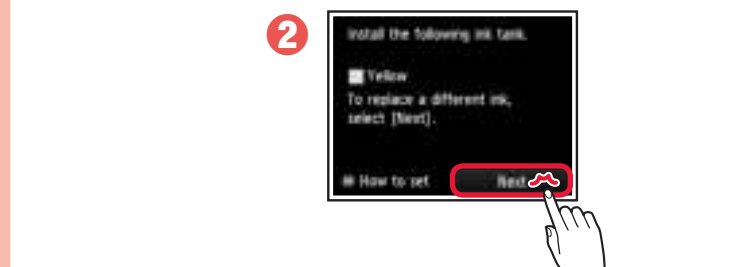 2
Install the following ink tank.
Yellow
To replace a different ink,
select [Next].
How to set
Next